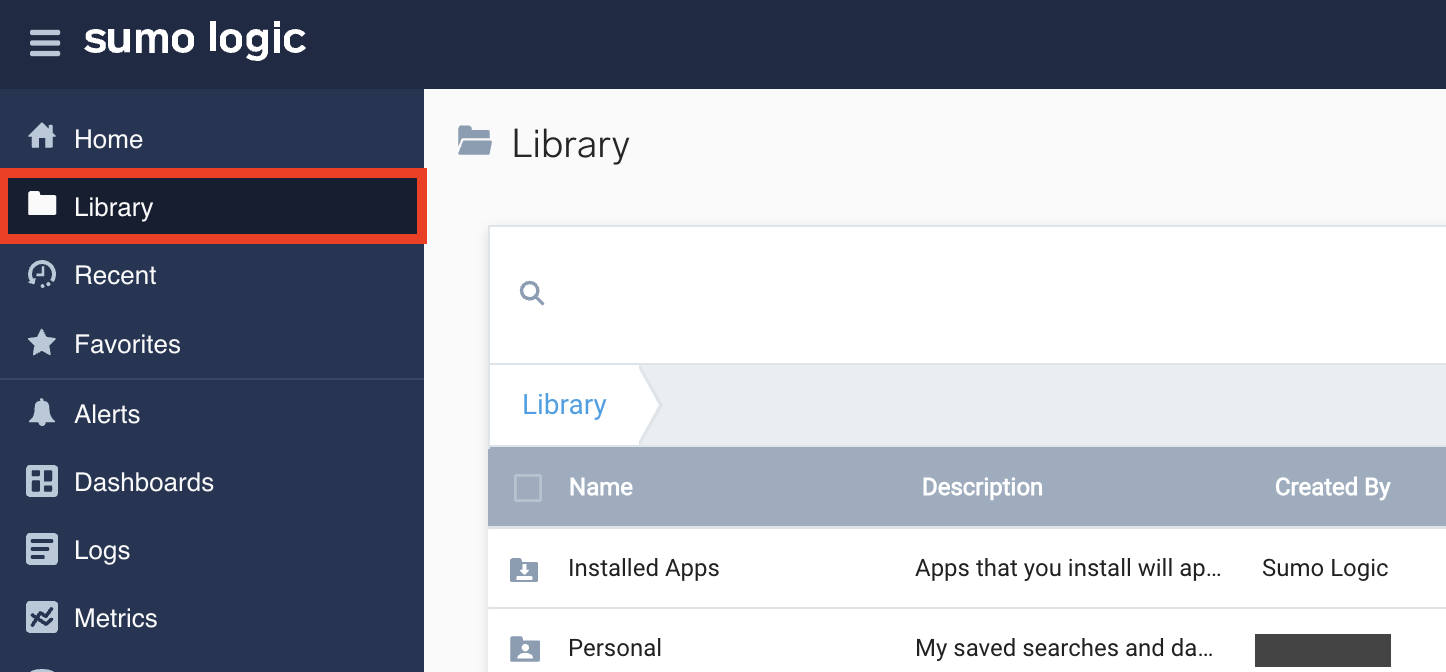 sumo logic
Home
Library
Recent
Favorites
Alerts
Dashboards
Logs
Metrics
Library
Library
Name Description Created By
Installed Apps Apps that you install will ap... Sumo Logic
Personal My saved searches and da...